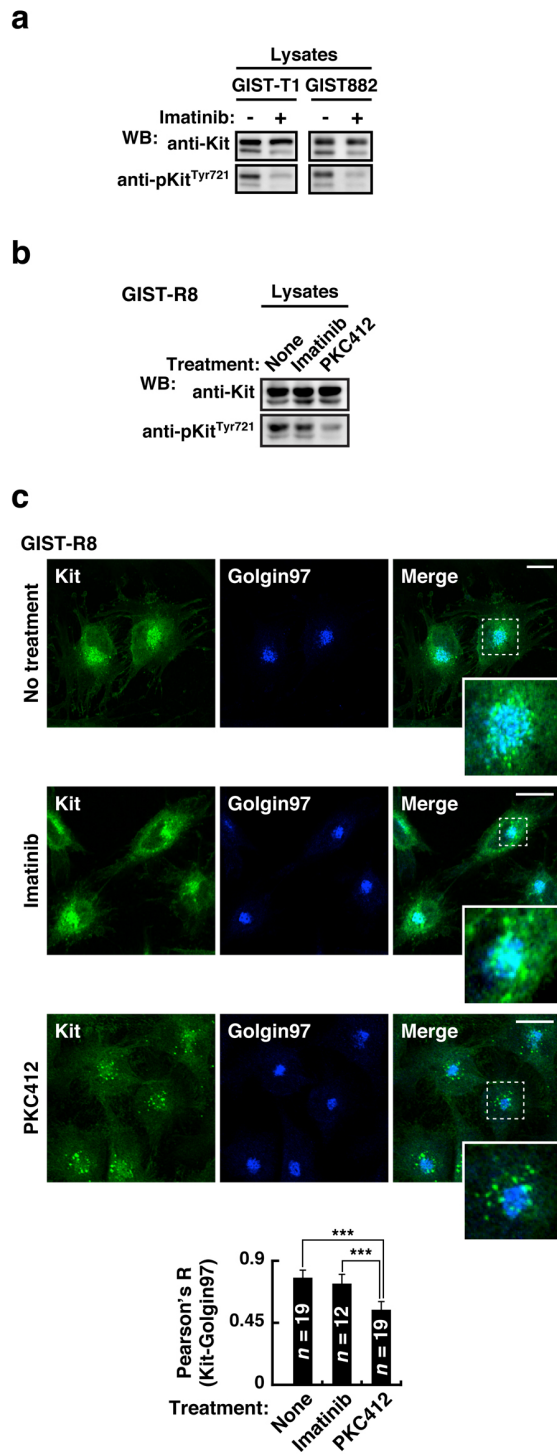 a
Lysates
GIST-T1 GIST882
Imatinib: - + - +
WB: anti-Kit
anti-pKitTyr721
b
GIST-R8 Lysates
Treatment: None Imatinib PKC412
WB: anti-Kit
anti-pKitTyr721
c
GIST-R8
No treatment
Kit Golgin97 Merge
Imatinib
Kit Golgin97 Merge
PKC412
Kit Golgin97 Merge
***
***
Pearson's R
(Kit-Golgin97)
0.9
0.45
0
n = 19 n = 12 n = 19
Treatment: None Imatinib PKC412